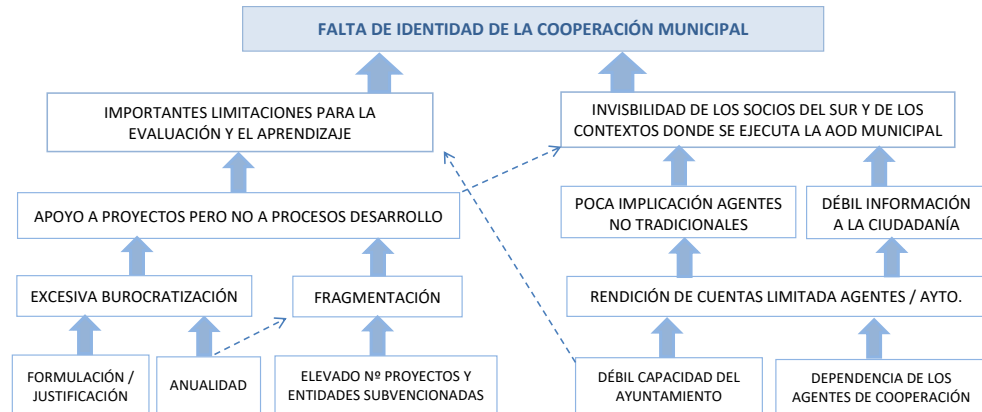 FALTA DE IDENTIDAD DE LA COOPERACIÓN MUNICIPAL
IMPORTANTES LIMITACIONES PARA LA
EVALUACIÓN Y EL APRENDIZAJE
INVISBILIDAD DE LOS SOCIOS DEL SUR Y DE LOS
CONTEXTOS DONDE SE EJECUTA LA AOD MUNICIPAL
APOYO A PROYECTOS PERO NO A PROCESOS DESARROLLO
POCA IMPLICACIÓN AGENTES
NO TRADICIONALES
DÉBIL INFORMACIÓN
A LA CIUDADANÍA
EXCESIVA BUROCRATIZACIÓN
FRAGMENTACIÓN
RENDICIÓN DE CUENTAS LIMITADA AGENTES / AYTO.
FORMULACIÓN /
JUSTIFICACIÓN
ANUALIDAD
ELEVADO Nº PROYECTOS Y
ENTIDADES SUBVENCIONADAS
DÉBIL CAPACIDAD DEL
AYUNTAMIENTO
DEPENDENCIA DE LOS
AGENTES DE COOPERACIÓN